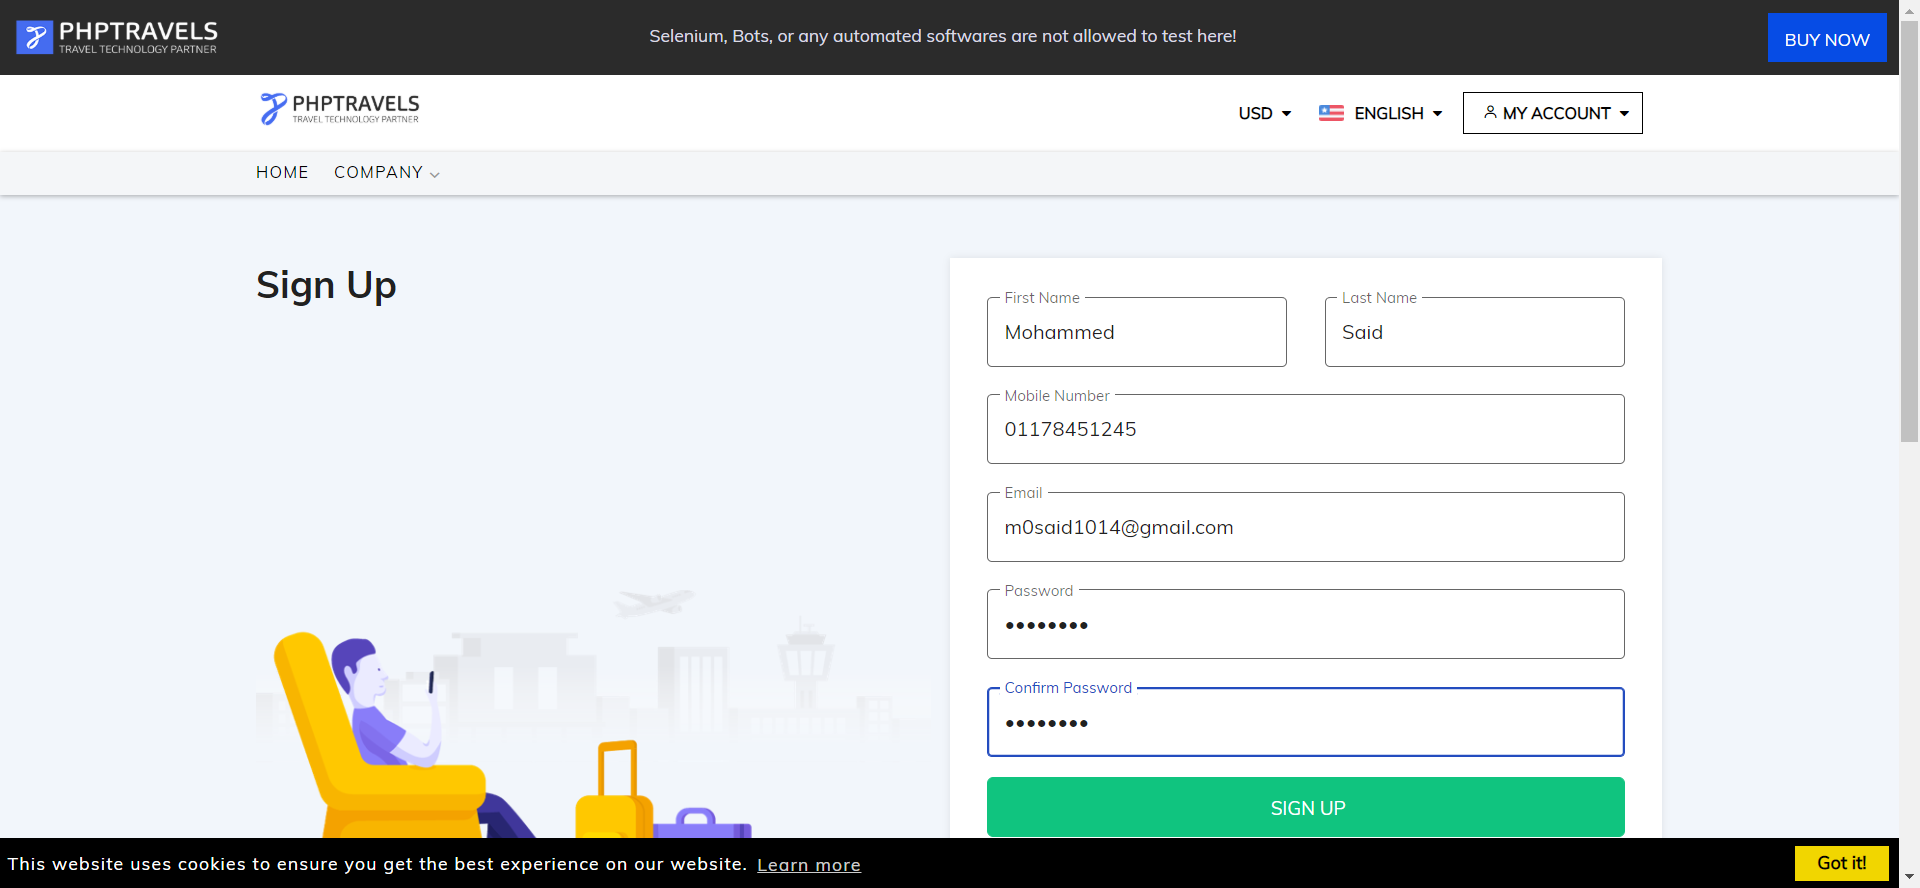 PHPTRAVELS
TRAVEL TECHNOLOGY PARTNER
Selenium, Bots, or any automated softwares are not allowed to test here!
BUY NOW
PHPTRAVELS
TRAVEL TECHNOLOGY PARTNER
USD
ENGLISH
MY ACCOUNT
HOME
COMPANY
Sign Up
First Name
Mohammed
Last Name
Said
Mobile Number
01178451245
Email
m0said1014@gmail.com
Password
••••••••
Confirm Password
••••••••
SIGN UP
This website uses cookies to ensure you get the best experience on our website. Learn more
Got it!